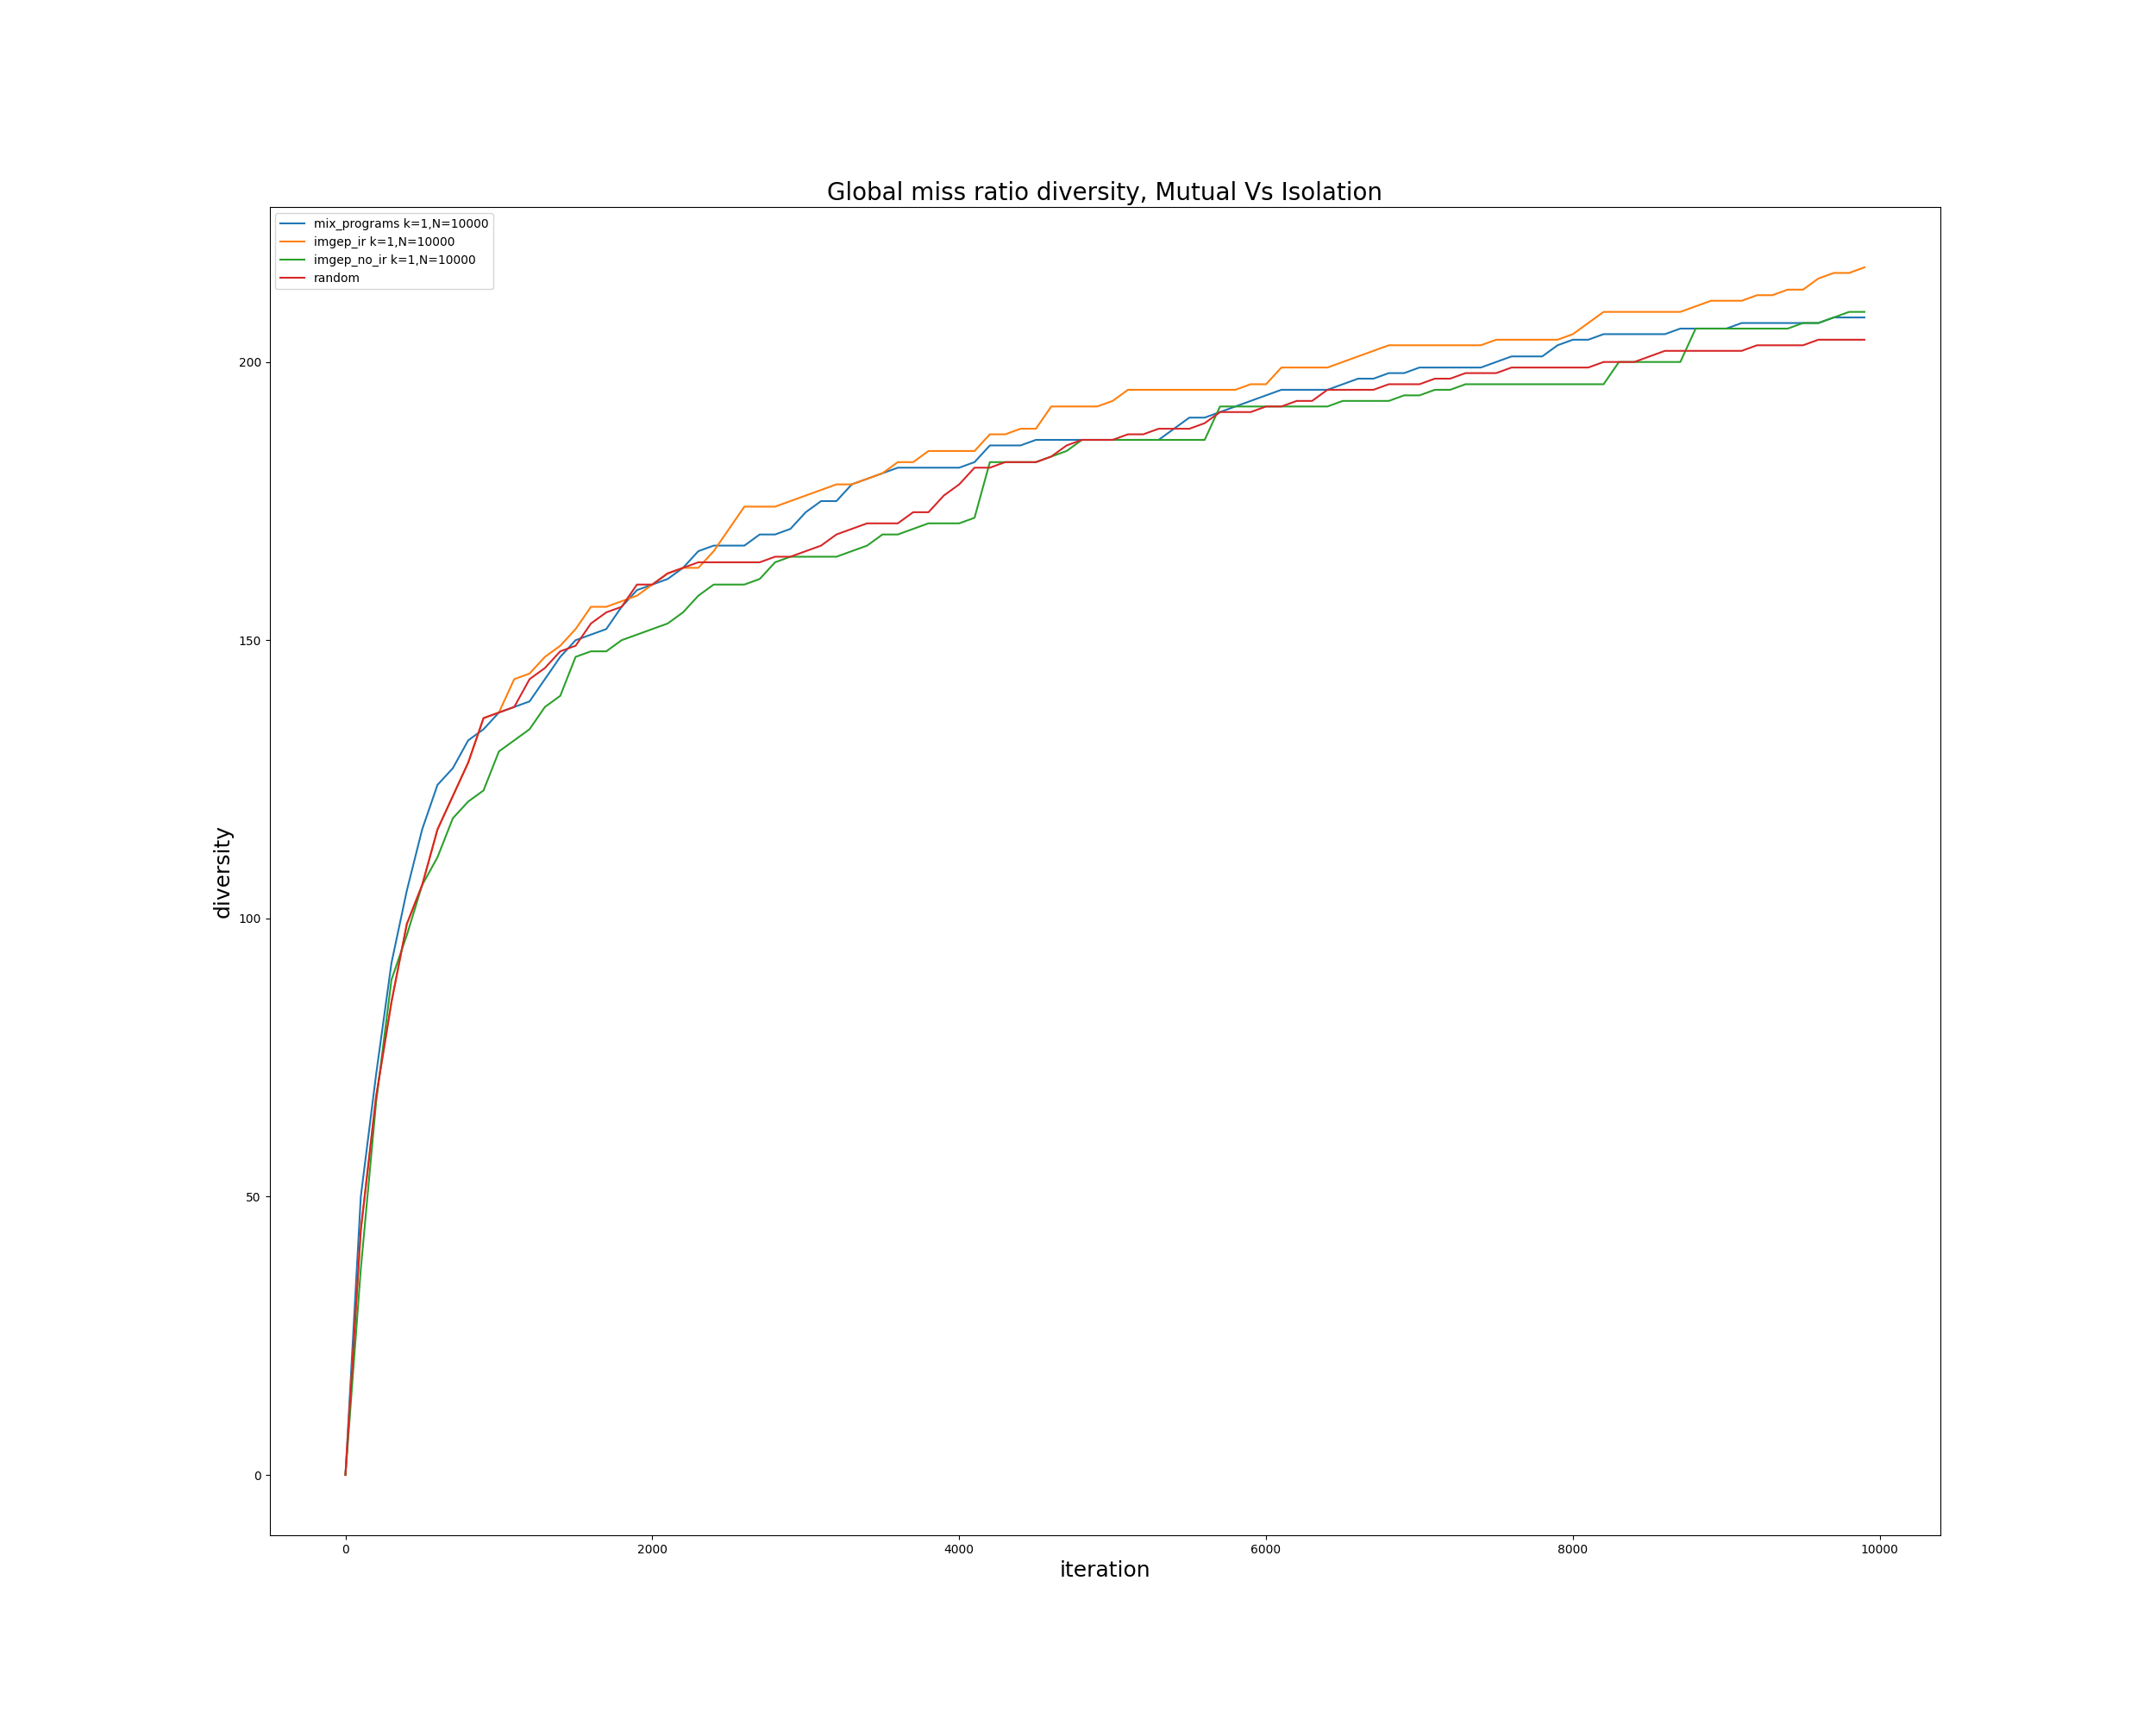 Global miss ratio diversity, Mutual Vs Isolation
mix_programs k=1,N=10000
imgep_ir k=1,N=10000
imgep_no_ir k=1,N=10000
random
200
150
100
50
0
diversity
0 2000 4000 6000 8000 10000
iteration